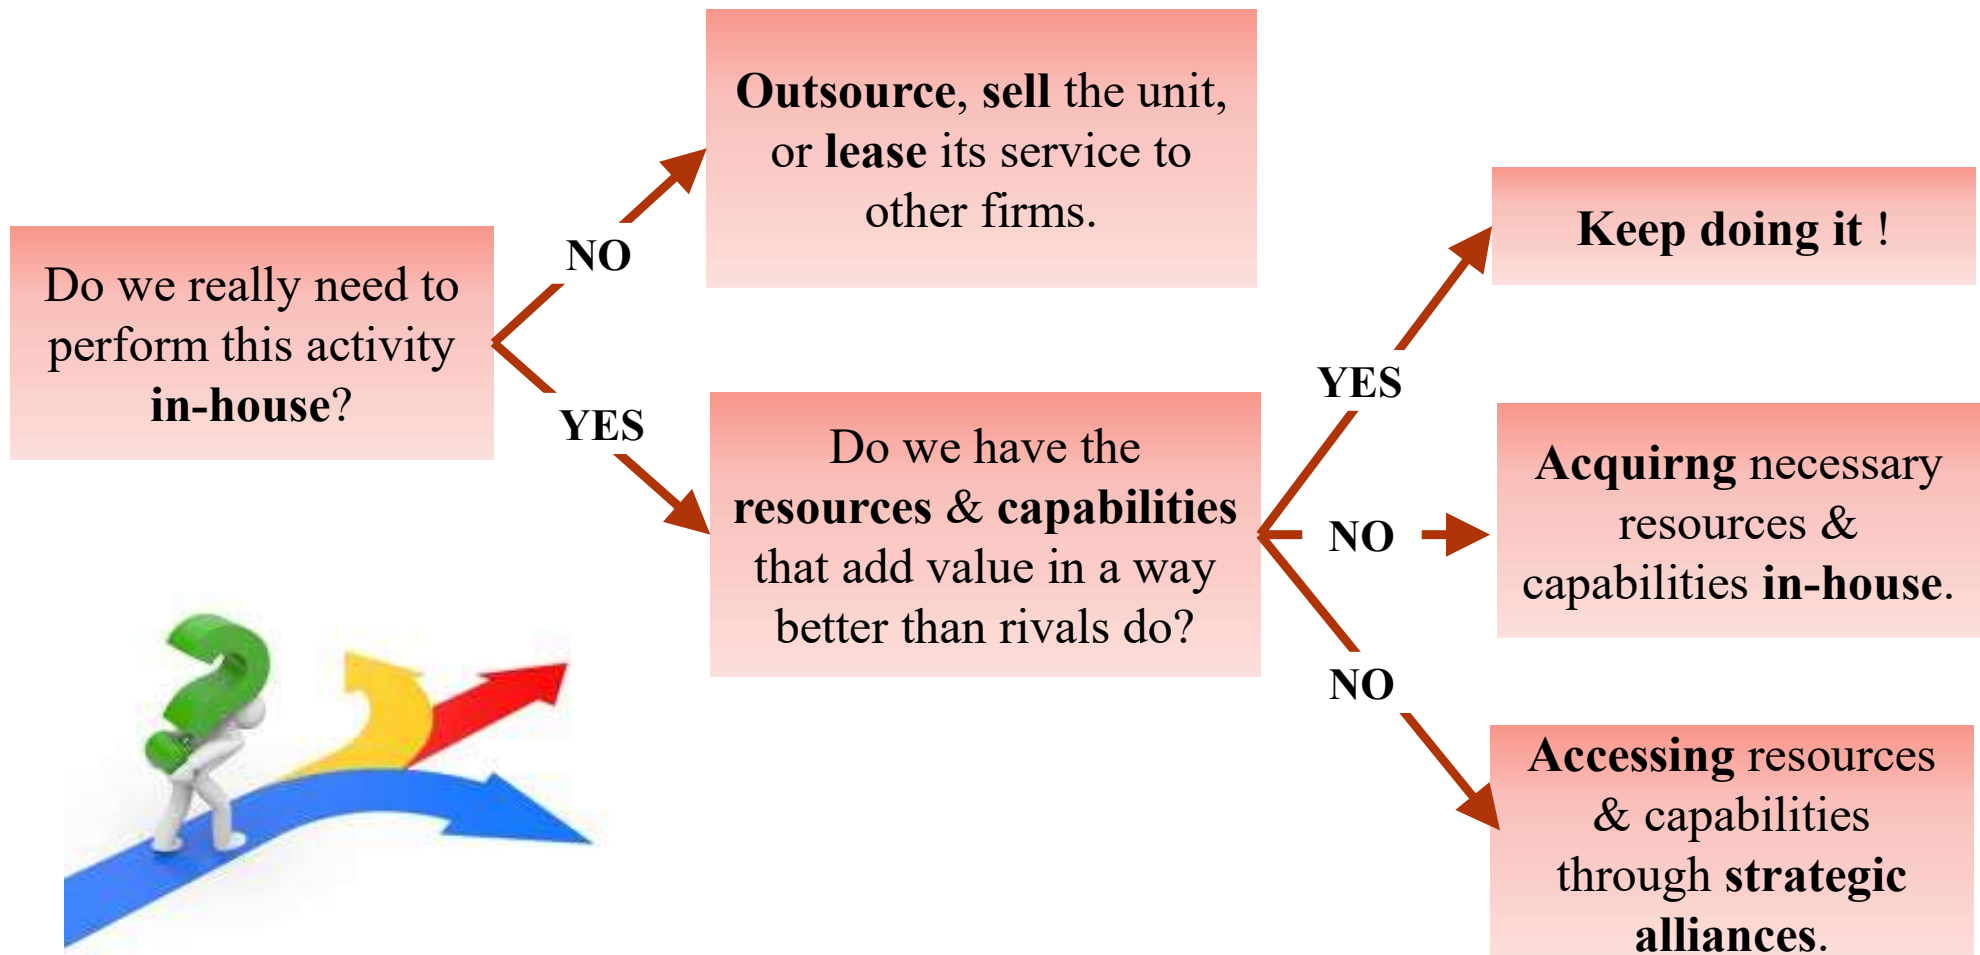 Do we really need to
perform this activity
in-house?
NO
Outsource, sell the unit,
or lease its service to
other firms.
YES
Do we have the
resources & capabilities
that add value in a way
better than rivals do?
YES
Keep doing it !
NO
Acquirng necessary
resources &
capabilities in-house.
NO
Accessing resources
& capabilities
through strategic
alliances.